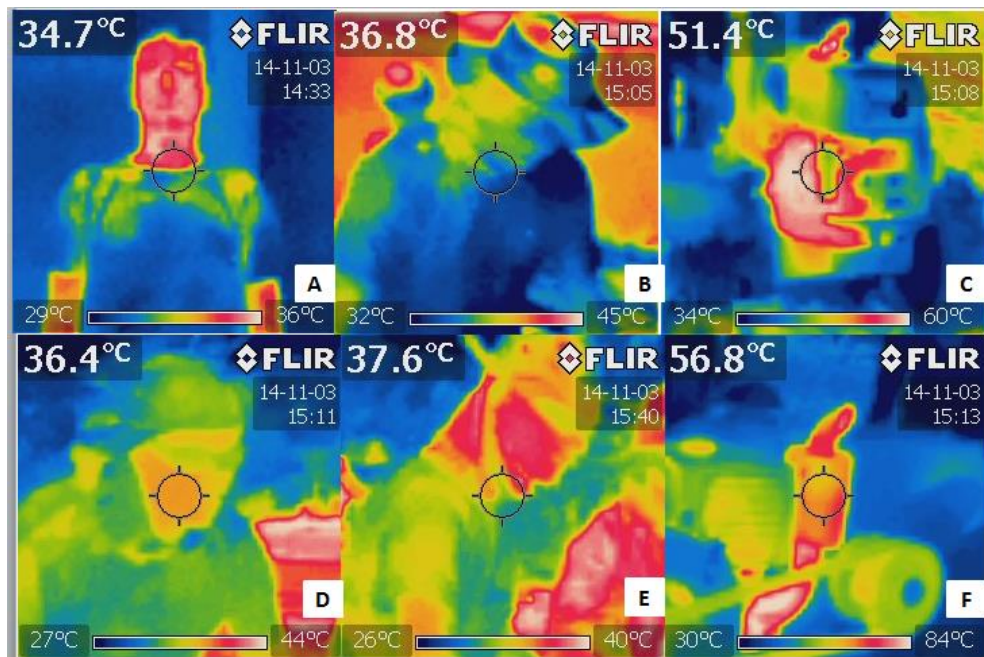 34.7°C
FLIR
14-11-03
14:33
A
29°C
36°C
36.8°C
FLIR
14-11-03
15:05
B
32°C
45°C
51.4°C
FLIR
14-11-03
15:08
C
34°C
60°C
36.4°C
FLIR
14-11-03
15:11
D
27°C
44°C
37.6°C
FLIR
14-11-03
15:40
E
26°C
40°C
56.8°C
FLIR
14-11-03
15:13
F
30°C
84°C